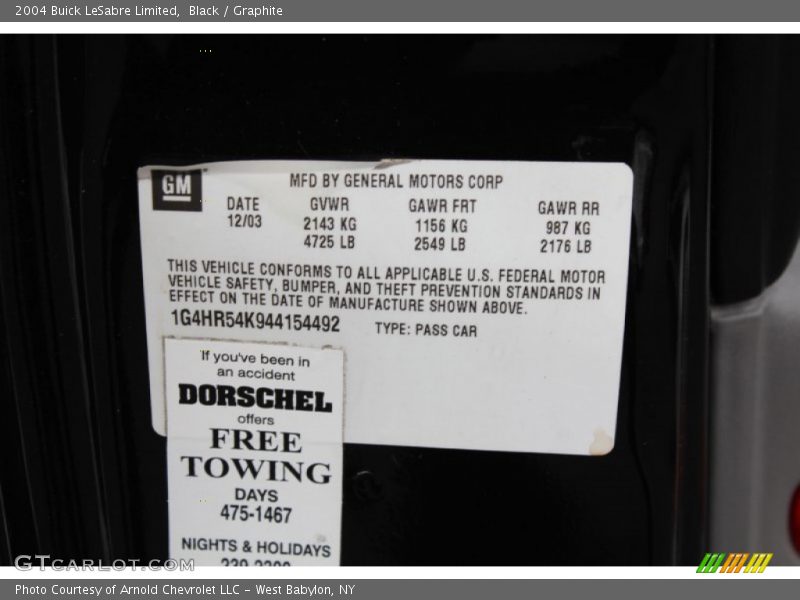 2004 Buick LeSabre Limited, Black / Graphite
GM
MFD BY GENERAL MOTORS CORP
DATE GVWR GAWR FRT GAWR RR
12/03 2143 KG 1156 KG 987 KG
4725 LB 2549 LB 2176 LB
THIS VEHICLE CONFORMS TO ALL APPLICABLE U.S. FEDERAL MOTOR
VEHICLE SAFETY, BUMPER, AND THEFT PREVENTION STANDARDS IN
EFFECT ON THE DATE OF MANUFACTURE SHOWN ABOVE.
1G4HR54K944154492 TYPE: PASS CAR
If you've been in
an accident
DORSCHEL
offers
FREE
TOWING
DAYS
475-1467
NIGHTS & HOLIDAYS
GTCARLOT.COM
Photo Courtesy of Arnold Chevrolet LLC - West Babylon, NY